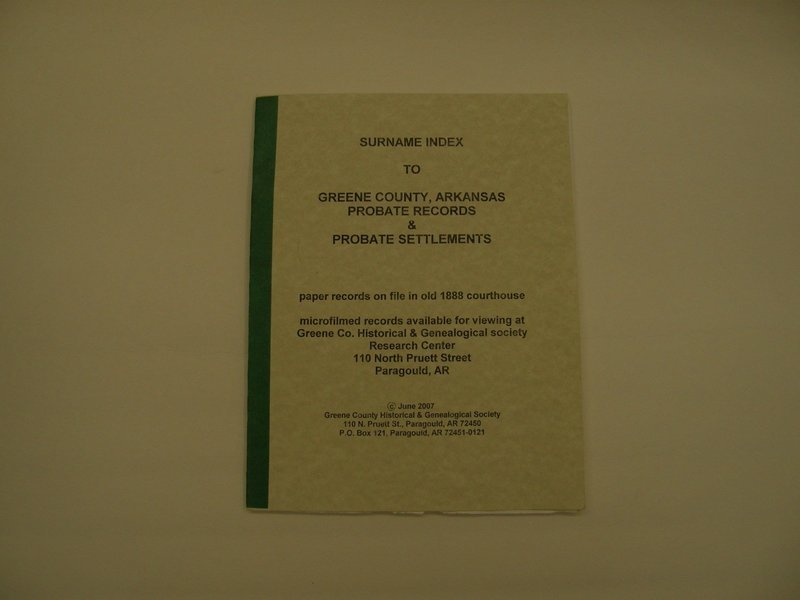 SURNAME INDEX
TO
GREENE COUNTY, ARKANSAS
PROBATE RECORDS
&
PROBATE SETTLEMENTS
paper records on file in old 1888 courthouse
microfilmed records available for viewing at
Greene Co. Historical & Genealogical society
Research Center
110 North Pruett Street
Paragould, AR
© June 2007
Greene County Historical & Genealogical Society
110 N. Pruett St., Paragould, AR 72450
P.O. Box 121, Paragould, AR 72451-0121